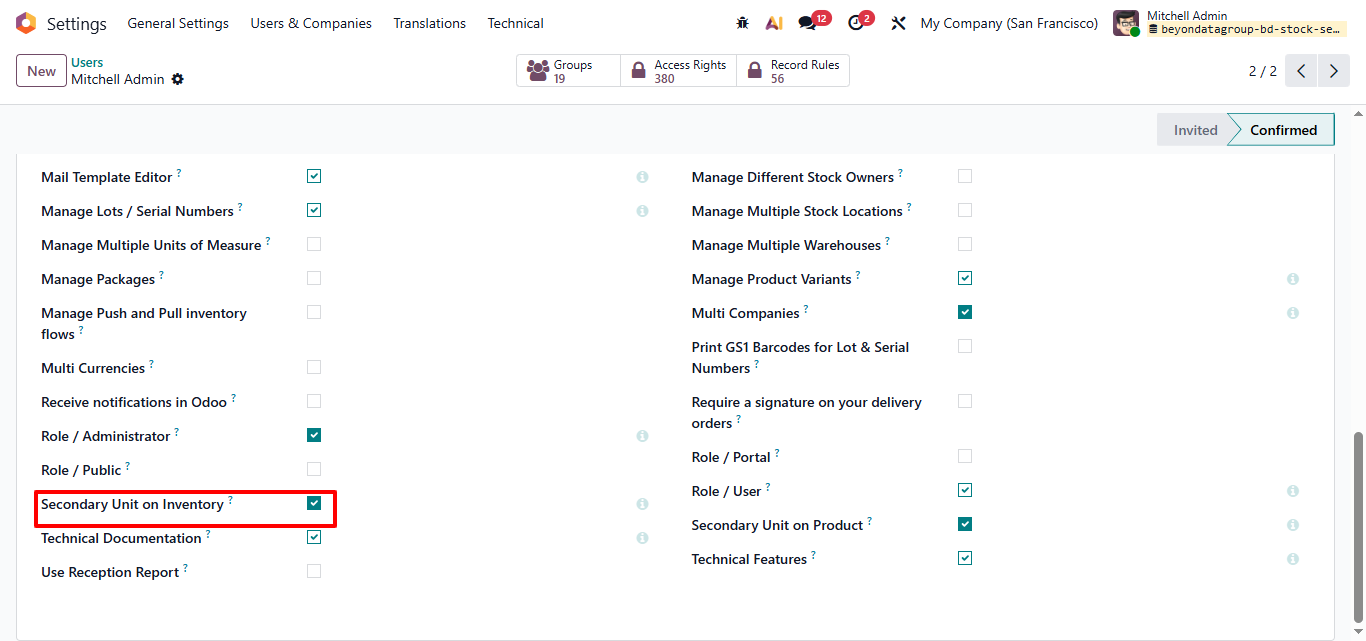 Settings General Settings Users & Companies Translations Technical AI 12 2 My Company (San Francisco) Mitchell Admin
beyondatagroup-bd-stock-se...
New Users Groups Access Rights Record Rules
Mitchell Admin 19 380 56 2 / 2
Invited Confirmed
Mail Template Editor ? Manage Different Stock Owners ?
Manage Lots / Serial Numbers ? Manage Multiple Stock Locations ?
Manage Multiple Units of Measure ? Manage Multiple Warehouses ?
Manage Packages ? Manage Product Variants ?
Manage Push and Pull inventory Multi Companies ?
flows ?
Print GS1 Barcodes for Lot & Serial
Multi Currencies ? Numbers ?
Receive notifications in Odoo ? Require a signature on your delivery
orders ?
Role / Administrator ?
Role / Portal ?
Role / Public ?
Role / User ?
Secondary Unit on Inventory ?
Secondary Unit on Product ?
Technical Documentation ?
Technical Features ?
Use Reception Report ?